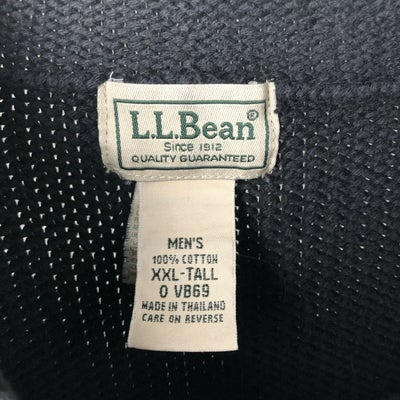 L.L.Bean®
Since 1912
QUALITY GUARANTEED
MEN'S
100% COTTON
XXL-TALL
0 VB69
MADE IN THAILAND
CARE ON REVERSE